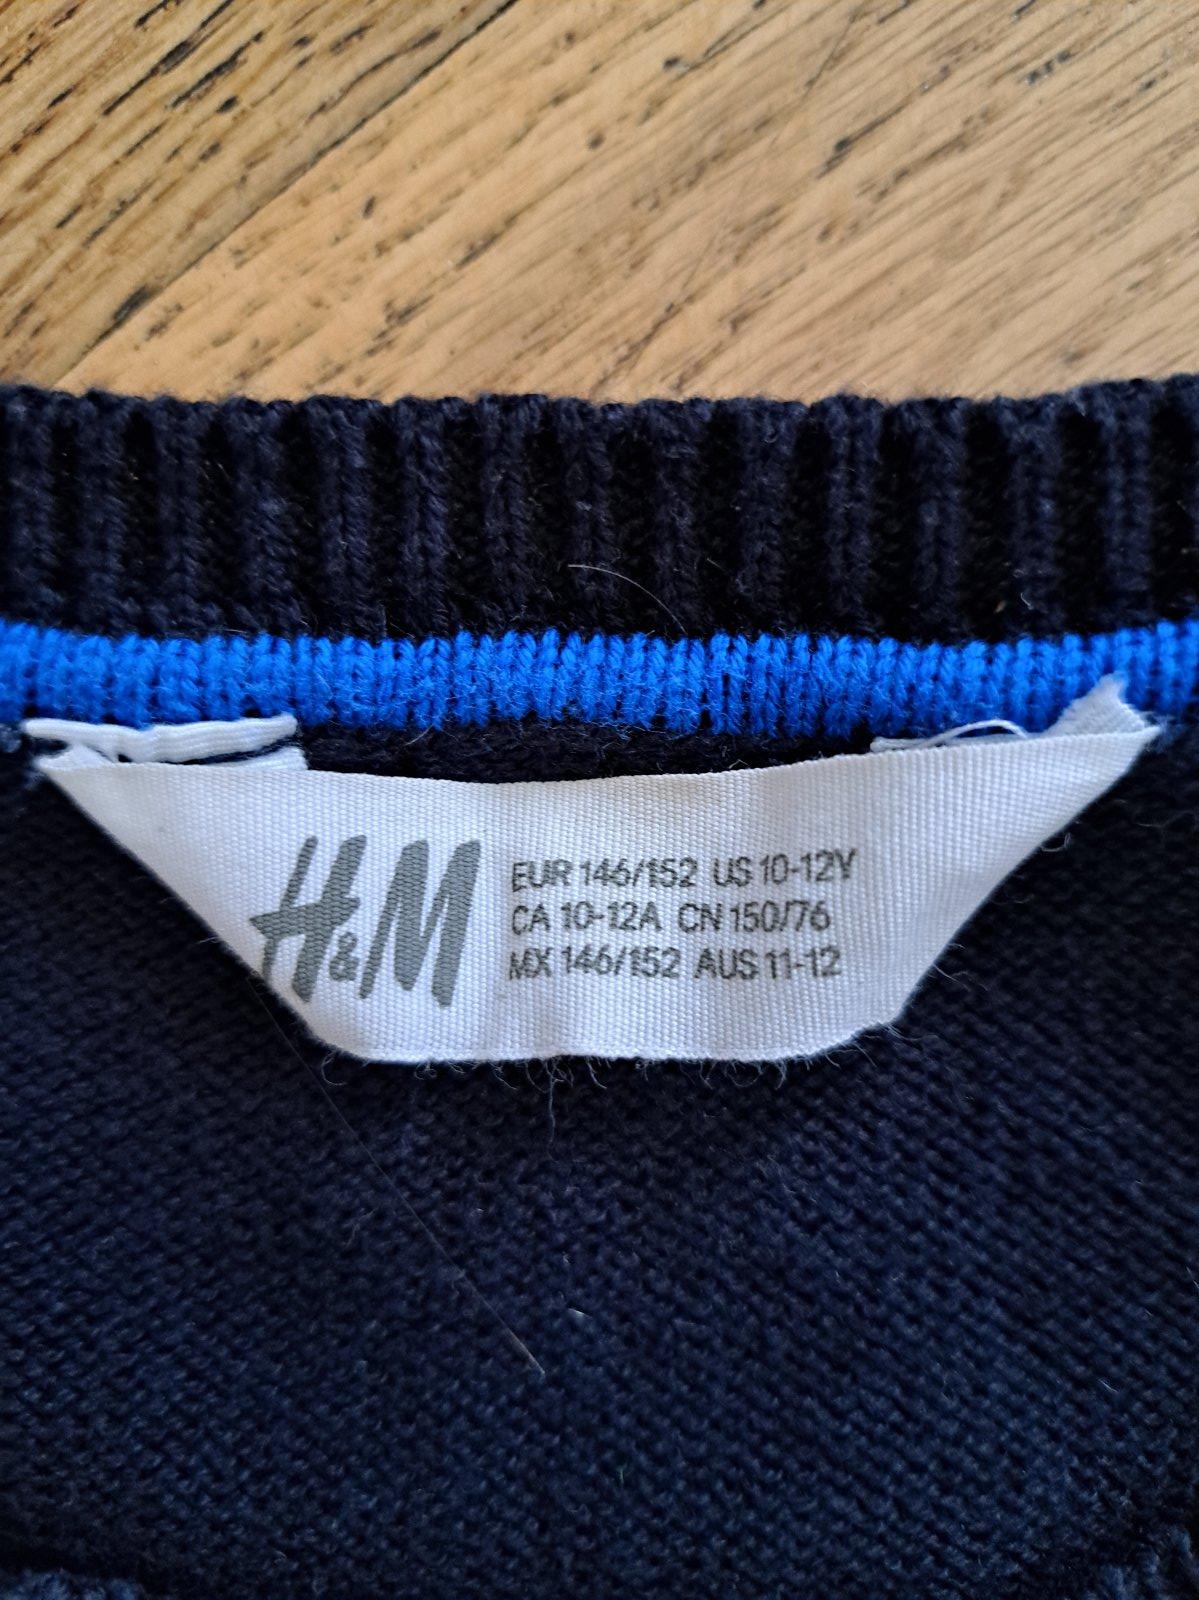 H&M
EUR 146/152 US 10-12Y
CA 10-12A CN 150/76
MX 146/152 AUS 11-12